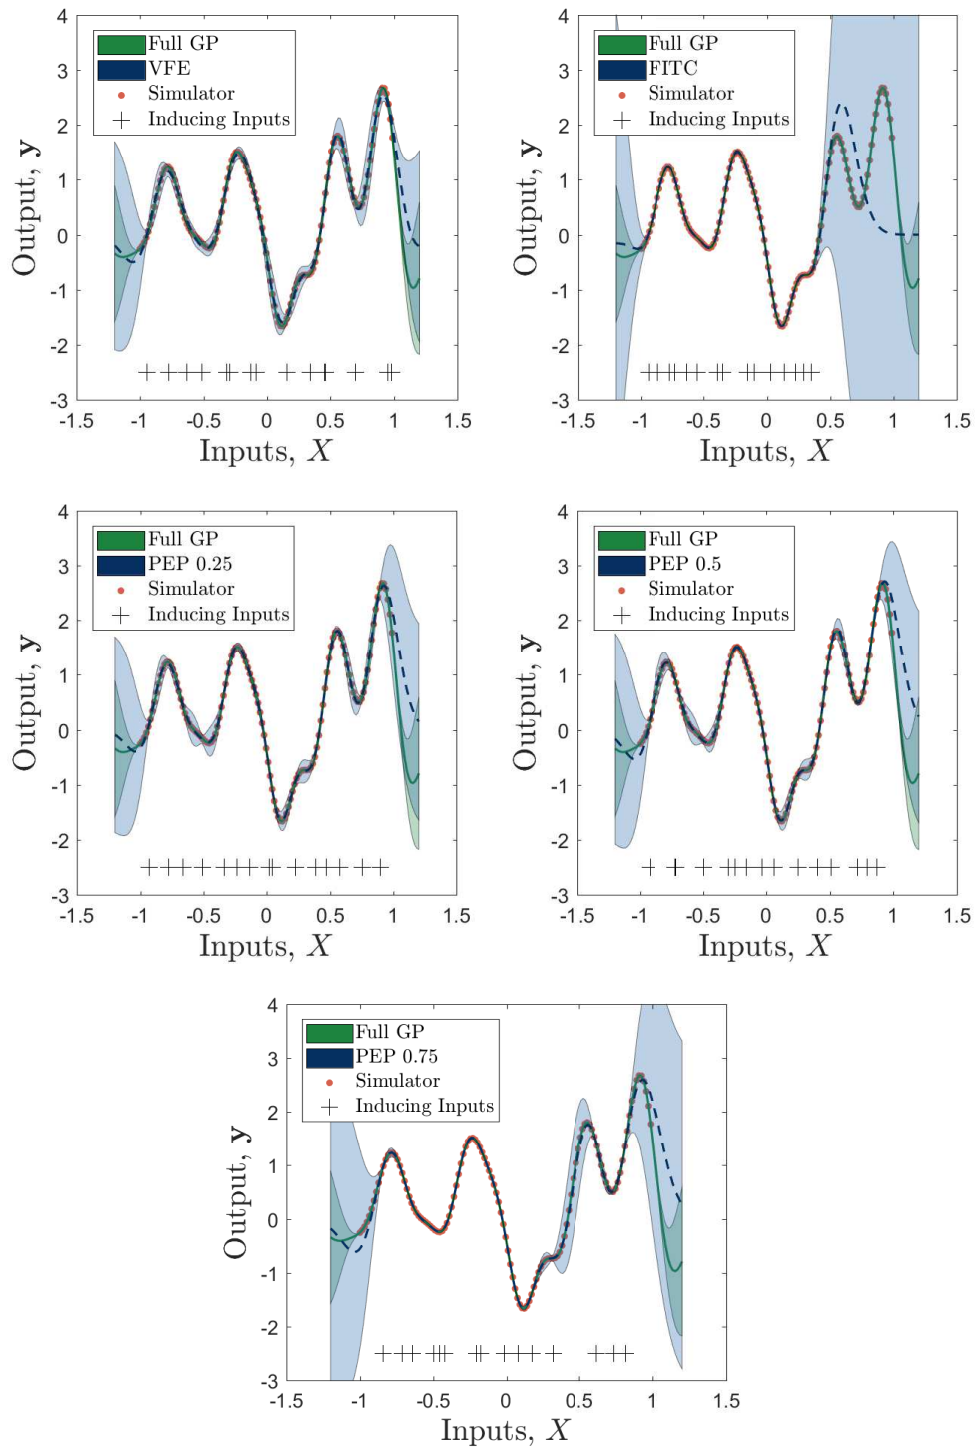 4
3
2
1
0
-1
-2
-3
Output, y
Full GP
VFE
Simulator
Inducing Inputs
-1.5 -1 -0.5 0 0.5 1 1.5
Inputs, X
4
3
2
1
0
-1
-2
-3
Output, y
Full GP
FITC
Simulator
Inducing Inputs
-1.5 -1 -0.5 0 0.5 1 1.5
Inputs, X
4
3
2
1
0
-1
-2
-3
Output, y
Full GP
PEP 0.25
Simulator
Inducing Inputs
-1.5 -1 -0.5 0 0.5 1 1.5
Inputs, X
4
3
2
1
0
-1
-2
-3
Output, y
Full GP
PEP 0.5
Simulator
Inducing Inputs
-1.5 -1 -0.5 0 0.5 1 1.5
Inputs, X
4
3
2
1
0
-1
-2
-3
Output, y
Full GP
PEP 0.75
Simulator
Inducing Inputs
-1.5 -1 -0.5 0 0.5 1 1.5
Inputs, X